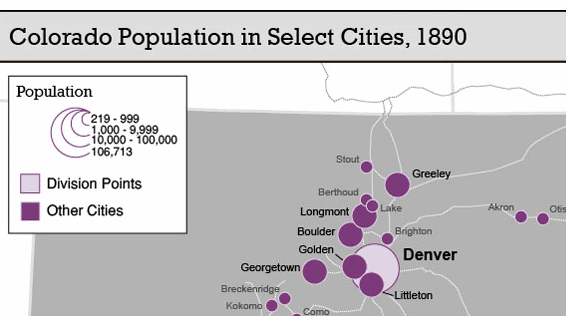 Colorado Population in Select Cities, 1890
Population
219 - 999
1,000 - 9,999
10,000 - 100,000
106,713
Division Points
Other Cities
Stout
Greeley
Berthoud
Lake
Longmont
Akron
Otis
Boulder
Brighton
Golden
Denver
Georgetown
Breckenridge
Littleton
Kokomo
Como